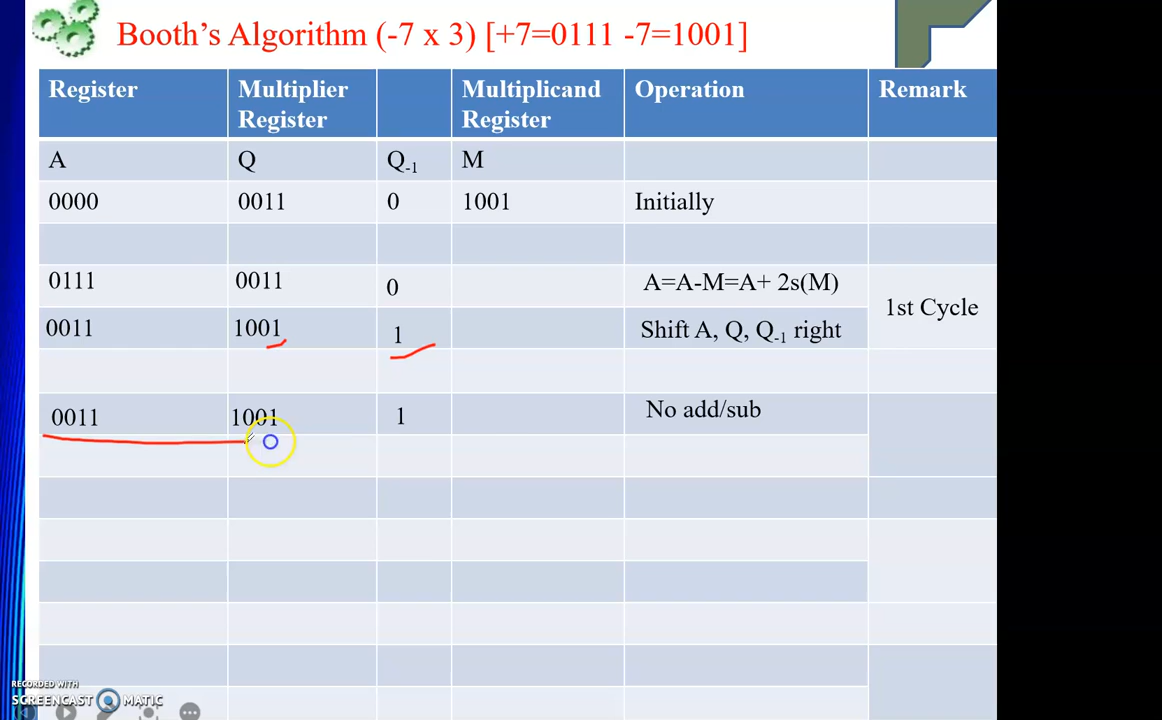 Booth's Algorithm (-7 x 3) [+7=0111 -7=1001]
Register Multiplier Register Multiplicand Register Operation Remark
A Q Q-1 M
0000 0011 0 1001 Initially
0111 0011 0 A=A-M=A+ 2s(M)
1st Cycle
0011 1001 1 Shift A, Q, Q-1 right
0011 1001 1 No add/sub
RECORDED WITH
SCREENCAST MATIC